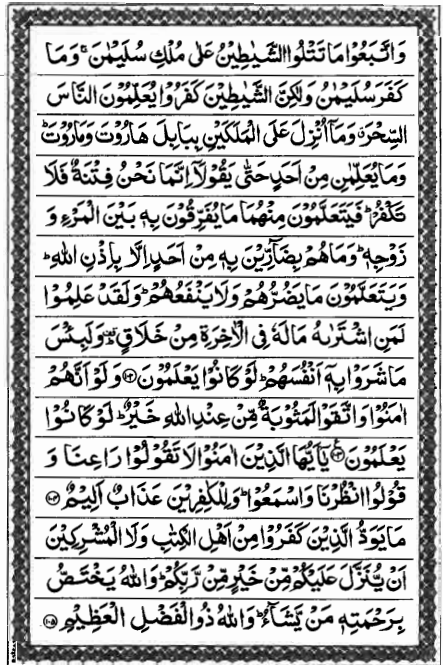 وَاتَّبَعُوْا مَا تَتْلُوا الشَّيٰطِيْنُ عَلٰى مُلْكِ سُلَيْمٰنَ ۚ وَمَا
كَفَرَ سُلَيْمٰنُ وَلٰكِنَّ الشَّيٰطِيْنَ كَفَرُوْا يُعَلِّمُوْنَ النَّاسَ
السِّحْرَ ۗ وَمَاۤ اُنْزِلَ عَلَى الْمَلَكَيْنِ بِبَابِلَ هَارُوْتَ وَمَارُوْتَ ؕ
وَمَا يُعَلِّمٰنِ مِنْ اَحَدٍ حَتّٰى يَقُوْلَاۤ اِنَّمَا نَحْنُ فِتْنَةٌ فَلَا
تَكْفُرْ ؕ فَيَتَعَلَّمُوْنَ مِنْهُمَا مَا يُفَرِّقُوْنَ بِهٖ بَيْنَ الْمَرْءِ وَ
زَوْجِهٖ ؕ وَمَا هُمْ بِضَآرِّيْنَ بِهٖ مِنْ اَحَدٍ اِلَّا بِاِذْنِ اللّٰهِ ؕ
وَيَتَعَلَّمُوْنَ مَا يَضُرُّهُمْ وَلَا يَنْفَعُهُمْ ؕ وَلَقَدْ عَلِمُوْا
لَمَنِ اشْتَرٰىهُ مَا لَهٗ فِى الْاٰخِرَةِ مِنْ خَلَاقٍ ۛؕ وَلَبِئْسَ
مَا شَرَوْا بِهٖۤ اَنْفُسَهُمْ ؕ لَوْ كَانُوْا يَعْلَمُوْنَ ﴿۱۰۲﴾ وَلَوْ اَنَّهُمْ
اٰمَنُوْا وَاتَّقَوْا لَمَثُوْبَةٌ مِّنْ عِنْدِ اللّٰهِ خَيْرٌ ؕ لَوْ كَانُوْا
يَعْلَمُوْنَ ﴿۱۰۳﴾ يٰۤاَيُّهَا الَّذِيْنَ اٰمَنُوْا لَا تَقُوْلُوْا رَاعِنَا وَ
قُوْلُوا انْظُرْنَا وَاسْمَعُوْا ؕ وَلِلْكٰفِرِيْنَ عَذَابٌ اَلِيْمٌ ﴿۱۰۴﴾
مَا يَوَدُّ الَّذِيْنَ كَفَرُوْا مِنْ اَهْلِ الْكِتٰبِ وَلَا الْمُشْرِكِيْنَ
اَنْ يُّنَزَّلَ عَلَيْكُمْ مِّنْ خَيْرٍ مِّنْ رَّبِّكُمْ ؕ وَاللّٰهُ يَخْتَصُّ
بِرَحْمَتِهٖ مَنْ يَّشَآءُ ؕ وَاللّٰهُ ذُو الْفَضْلِ الْعَظِيْمِ ﴿۱۰۵﴾